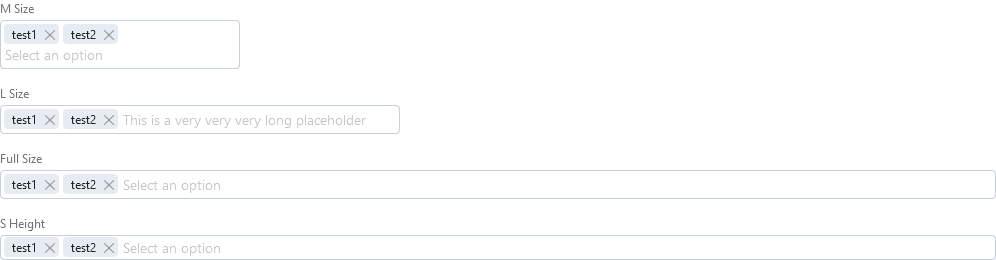 M Size
test1 test2
Select an option
L Size
test1 test2 This is a very very very long placeholder
Full Size
test1 test2 Select an option
S Height
test1 test2 Select an option